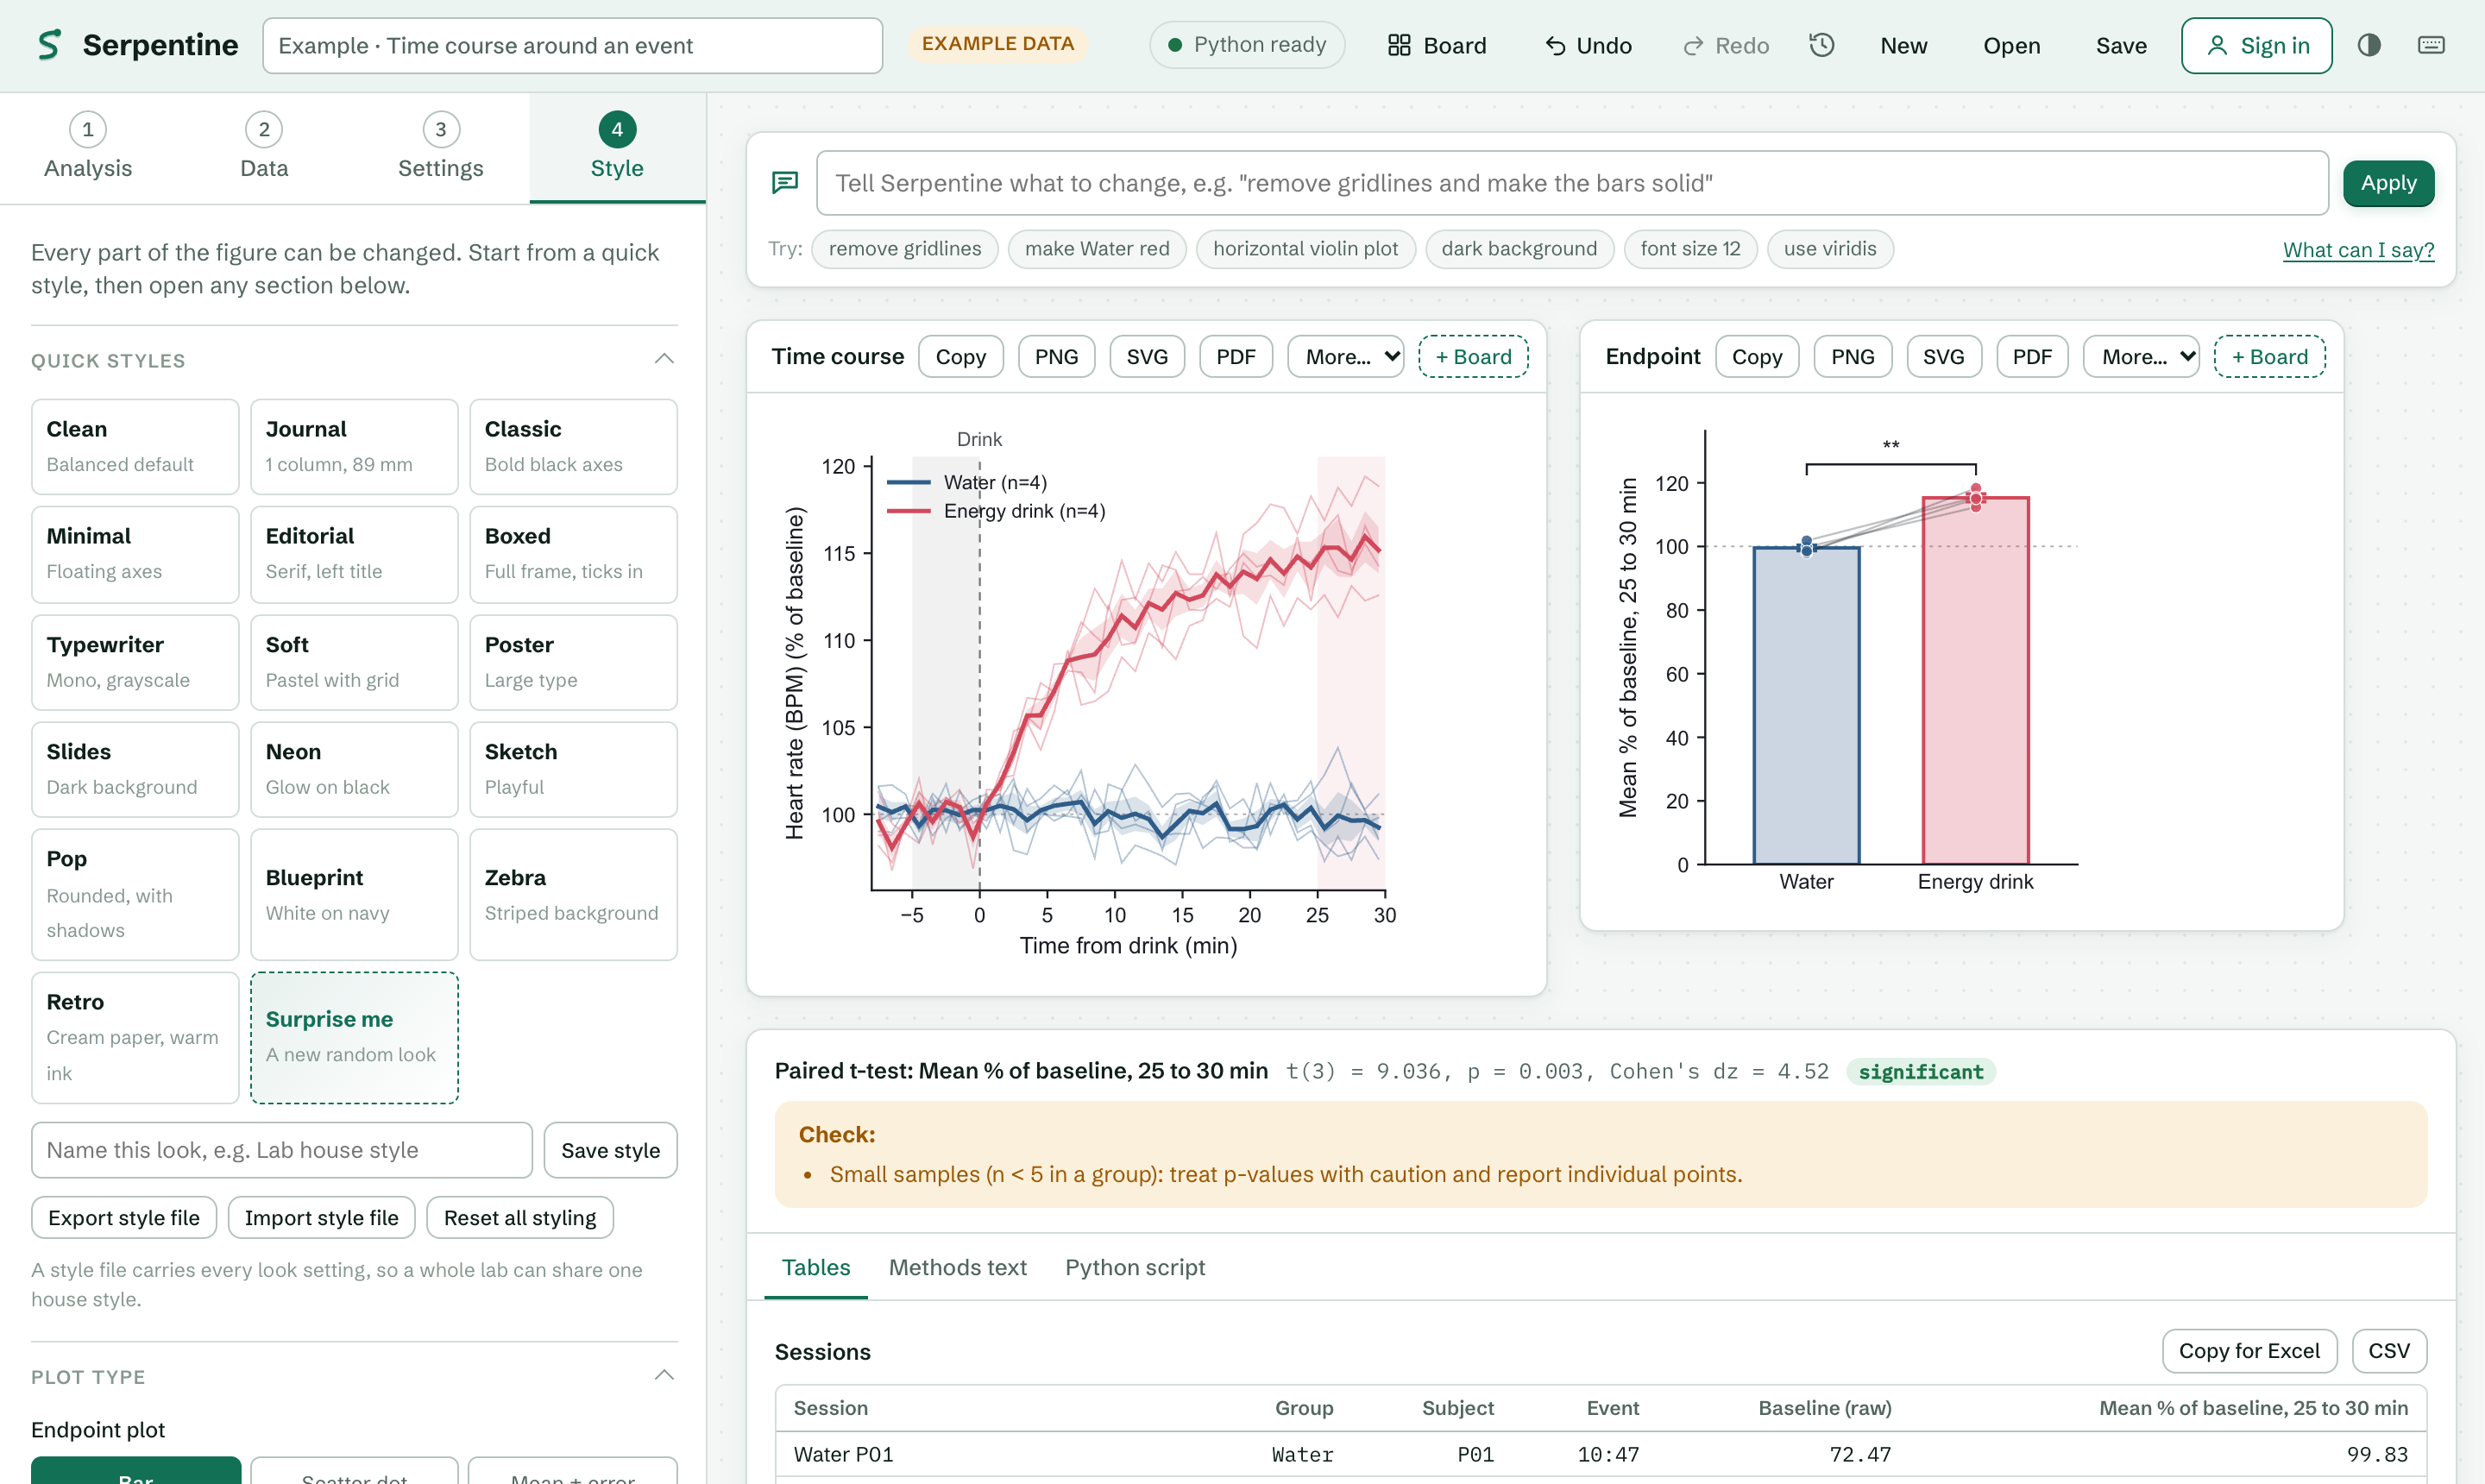 Serpentine
Example · Time course around an event
EXAMPLE DATA
Python ready
Board
Undo
Redo
New
Open
Save
Sign in
1
Analysis
2
Data
3
Settings
4
Style
Every part of the figure can be changed. Start from a quick
style, then open any section below.
QUICK STYLES
Clean
Balanced default
Journal
1 column, 89 mm
Classic
Bold black axes
Minimal
Floating axes
Editorial
Serif, left title
Boxed
Full frame, ticks in
Typewriter
Mono, grayscale
Soft
Pastel with grid
Poster
Large type
Slides
Dark background
Neon
Glow on black
Sketch
Playful
Pop
Rounded, with
shadows
Blueprint
White on navy
Zebra
Striped background
Retro
Cream paper, warm
ink
Surprise me
A new random look
Name this look, e.g. Lab house style
Save style
Export style file
Import style file
Reset all styling
A style file carries every look setting, so a whole lab can share one
house style.
PLOT TYPE
Endpoint plot
Bar
Scatter dot
Mean + error
Tell Serpentine what to change, e.g. "remove gridlines and make the bars solid"
Apply
Try:
remove gridlines
make Water red
horizontal violin plot
dark background
font size 12
use viridis
What can I say?
Time course
Copy
PNG
SVG
PDF
More...
+ Board
Drink
Water (n=4)
Energy drink (n=4)
Heart rate (BPM) (% of baseline)
120
115
110
105
100
−5 0 5 10 15 20 25 30
Time from drink (min)
Endpoint
Copy
PNG
SVG
PDF
More...
+ Board
**
Mean % of baseline, 25 to 30 min
120
100
80
60
40
20
0
Water
Energy drink
Paired t-test: Mean % of baseline, 25 to 30 min t(3) = 9.036, p = 0.003, Cohen's dz = 4.52 significant
Check:
• Small samples (n < 5 in a group): treat p-values with caution and report individual points.
Tables
Methods text
Python script
Sessions
Copy for Excel
CSV
Session Group Subject Event Baseline (raw) Mean % of baseline, 25 to 30 min
Water P01 Water P01 10:47 72.47 99.83